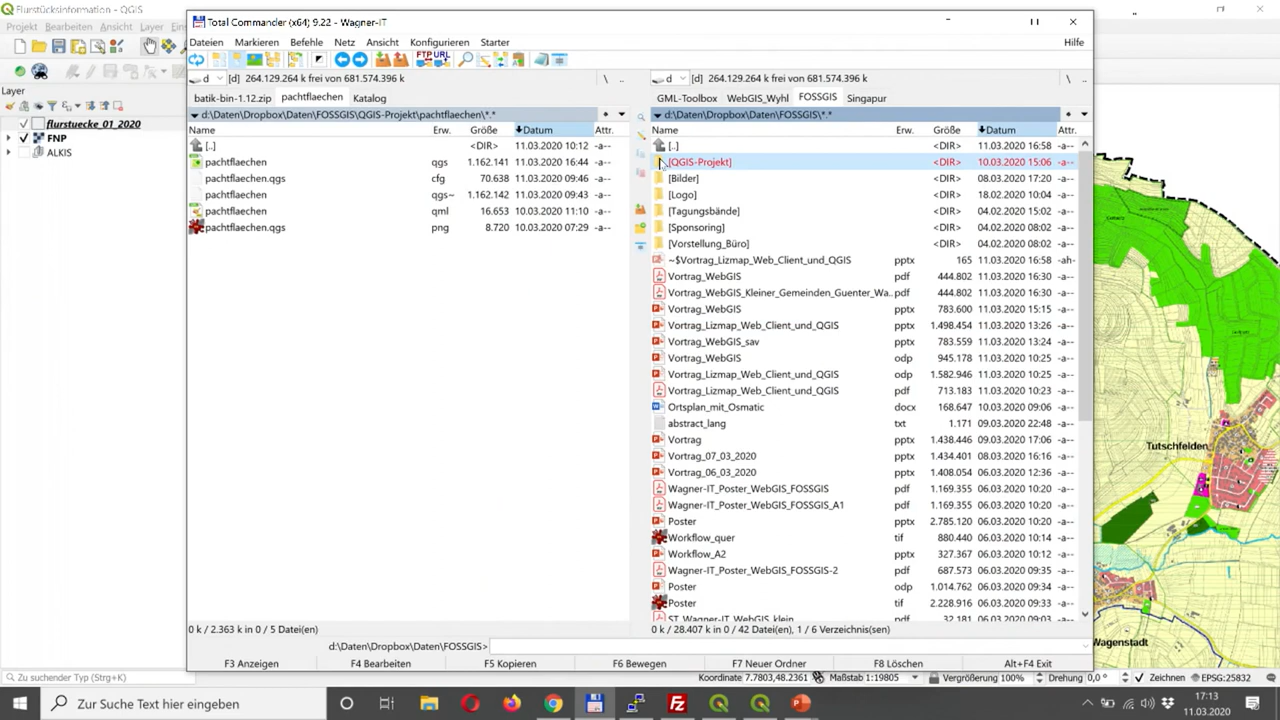 Flurstücksinformation — QGIS
Projekt Bearbeiten Ansicht Layer
Total Commander (x64) 9.22 - Wagner-IT
Dateien Markieren Befehle Netz Ansicht Konfigurieren Starter Hilfe
FTP URL
d [d] 264.129.264 k frei von 681.574.396 k \ ..
d [d] 264.129.264 k frei von 681.574.396 k \ ..
batik-bin-1.12.zip pachtflaechen Katalog
GML-Toolbox WebGIS_Wyhl FOSSGIS Singapur
d:\Daten\Dropbox\Daten\FOSSGIS\QGIS-Projekt\pachtflaechen\*.*
d:\Daten\Dropbox\Daten\FOSSGIS\*.*
Name Erw. Größe Datum Attr.
[..] <DIR> 11.03.2020 10:12 -a--
pachtflaechen qgs 1.162.141 11.03.2020 16:44 -a--
pachtflaechen.qgs cfg 70.638 11.03.2020 09:46 -a--
pachtflaechen qgs~ 1.162.142 11.03.2020 09:43 -a--
pachtflaechen qml 16.653 10.03.2020 11:10 -a--
pachtflaechen.qgs png 8.720 10.03.2020 07:29 -a--
Name Erw. Größe Datum Attr.
[..] <DIR> 11.03.2020 16:58 -a--
[QGIS-Projekt] <DIR> 10.03.2020 15:06 -a--
[Bilder] <DIR> 08.03.2020 17:20 -a--
[Logo] <DIR> 18.02.2020 10:04 -a--
[Tagungsbände] <DIR> 04.02.2020 15:02 -a--
[Sponsoring] <DIR> 04.02.2020 08:02 -a--
[Vorstellung_Büro] <DIR> 04.02.2020 08:02 -a--
~$Vortrag_Lizmap_Web_Client_und_QGIS pptx 165 11.03.2020 16:58 -ah-
Vortrag_WebGIS pdf 444.802 11.03.2020 16:30 -a--
Vortrag_WebGIS_Kleiner_Gemeinden_Guenter_Wa.. pdf 444.802 11.03.2020 16:30 -a--
Vortrag_WebGIS pptx 783.600 11.03.2020 15:15 -a--
Vortrag_Lizmap_Web_Client_und_QGIS pptx 1.498.454 11.03.2020 13:26 -a--
Vortrag_WebGIS_sav pptx 783.559 11.03.2020 13:24 -a--
Vortrag_WebGIS odp 945.178 11.03.2020 10:25 -a--
Vortrag_Lizmap_Web_Client_und_QGIS odp 1.582.946 11.03.2020 10:25 -a--
Vortrag_Lizmap_Web_Client_und_QGIS pdf 713.183 11.03.2020 10:23 -a--
Ortsplan_mit_Osmatic docx 168.647 10.03.2020 09:06 -a--
abstract_lang txt 1.171 09.03.2020 22:48 -a--
Vortrag pptx 1.438.446 09.03.2020 17:06 -a--
Vortrag_07_03_2020 pptx 1.434.401 08.03.2020 16:16 -a--
Vortrag_06_03_2020 pptx 1.408.054 06.03.2020 12:36 -a--
Wagner-IT_Poster_WebGIS_FOSSGIS pdf 1.169.355 06.03.2020 10:20 -a--
Wagner-IT_Poster_WebGIS_FOSSGIS_A1 pdf 1.169.355 06.03.2020 10:20 -a--
Poster pptx 2.785.120 06.03.2020 10:20 -a--
Workflow_quer tif 880.440 06.03.2020 10:14 -a--
Workflow_A2 pptx 327.367 06.03.2020 10:12 -a--
Wagner-IT_Poster_WebGIS_FOSSGIS-2 pdf 687.573 06.03.2020 09:35 -a--
Poster odp 1.014.762 06.03.2020 09:34 -a--
Poster tif 2.228.916 06.03.2020 09:33 -a--
ST_Wagner-IT_WebGIS_klein pdf 32.181 03.03.2020 09:31 -a--
Layer
flurstuecke_01_2020
FNP
ALKIS
Tutschfelden
Wagenstadt
0 k / 2.363 k in 0 / 5 Datei(en)
0 k / 28.407 k in 0 / 42 Datei(en), 1 / 6 Verzeichnis(sen)
d:\Daten\Dropbox\Daten\FOSSGIS>
F3 Anzeigen F4 Bearbeiten F5 Kopieren F6 Bewegen F7 Neuer Ordner F8 Löschen Alt+F4 Exit
Zu suchender Typ (Strg+K)
Koordinate 7.7803,48.2361 Maßstab 1:19805 Vergrößerung 100% Drehung 0,0 ° Zeichnen EPSG:25832
Zur Suche Text hier eingeben
17:13
11.03.2020